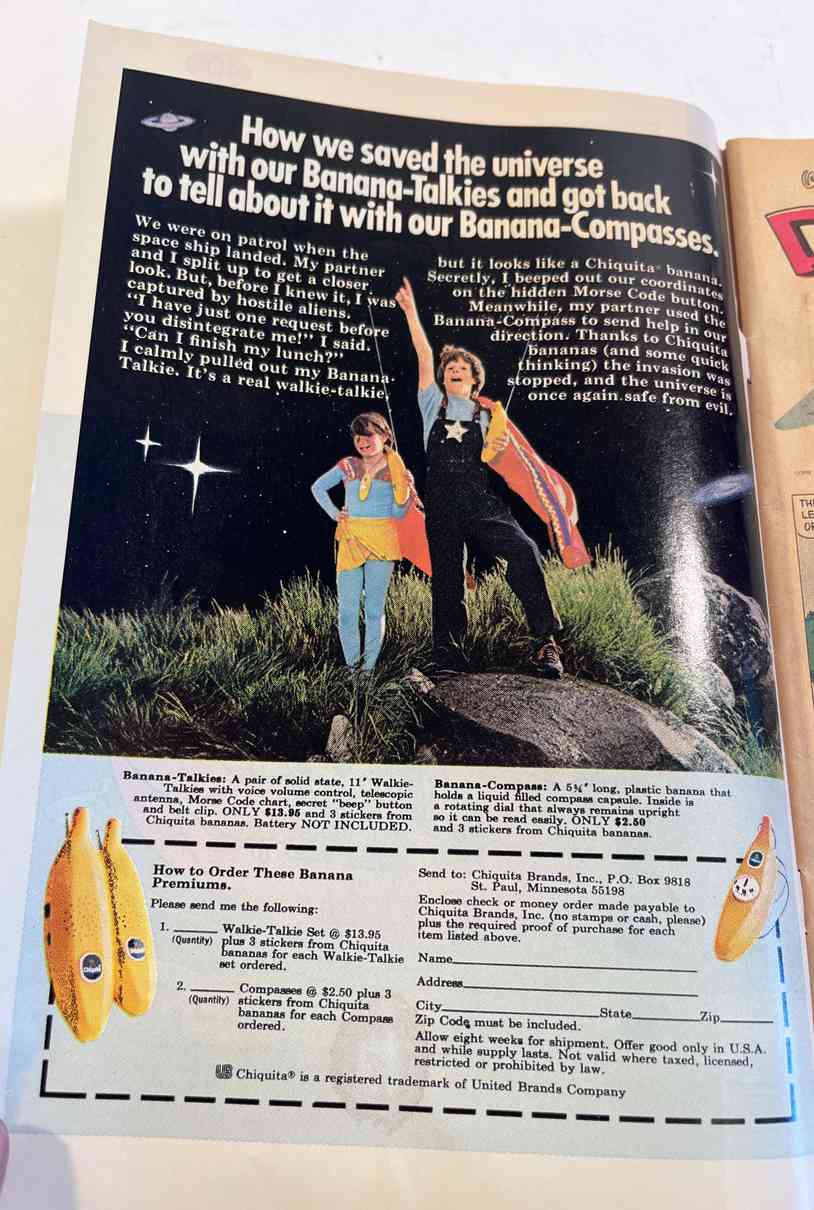 How we saved the universe
with our Banana-Talkies and got back
to tell about it with our Banana-Compasses.
We were on patrol when the
space ship landed. My partner
and I split up to get a closer
look. But, before I knew it, I was
captured by hostile aliens.
"I have just one request before
you disintegrate me!" I said.
"Can I finish my lunch?"
I calmly pulled out my Banana-
Talkie. It's a real walkie-talkie
but it looks like a Chiquita® banana.
Secretly, I beeped out our coordinates
on the hidden Morse Code button.
Meanwhile, my partner used the
Banana-Compass to send help in our
direction. Thanks to Chiquita
bananas (and some quick
thinking) the invasion was
stopped, and the universe is
once again safe from evil.
Banana-Talkies: A pair of solid state, 11" Walkie-
Talkies with voice volume control, telescopic
antenna, Morse Code chart, secret "beep" button
and belt clip. ONLY $13.95 and 3 stickers from
Chiquita bananas. Battery NOT INCLUDED.
Banana-Compass: A 5¾" long, plastic banana that
holds a liquid filled compass capsule. Inside is
a rotating dial that always remains upright
so it can be read easily. ONLY $2.50
and 3 stickers from Chiquita bananas.
How to Order These Banana
Premiums.
Please send me the following:
1. ______ Walkie-Talkie Set @ $13.95
(Quantity) plus 3 stickers from Chiquita
bananas for each Walkie-Talkie
set ordered.
2. ______ Compasses @ $2.50 plus 3
(Quantity) stickers from Chiquita
bananas for each Compass
ordered.
Send to: Chiquita Brands, Inc., P.O. Box 9818
St. Paul, Minnesota 55198
Enclose check or money order made payable to
Chiquita Brands, Inc. (no stamps or cash, please)
plus the required proof of purchase for each
item listed above.
Name
Address
City State Zip
Zip Code must be included.
Allow eight weeks for shipment. Offer good only in U.S.A.
and while supply lasts. Not valid where taxed, licensed,
restricted or prohibited by law.
UB Chiquita® is a registered trademark of United Brands Company
Chiquita